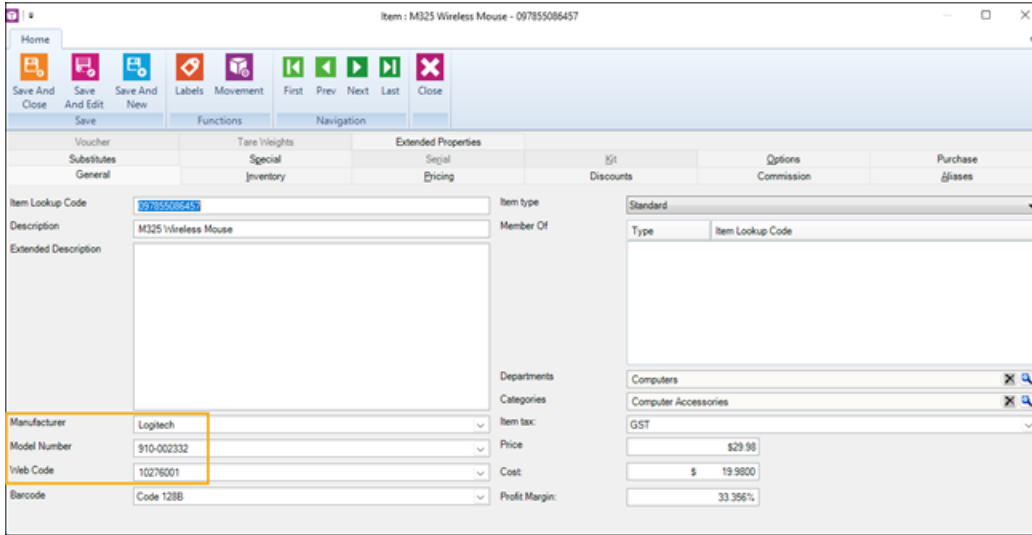 Item : M325 Wireless Mouse - 097855086457
Home
Save And Close
Save And Edit
Save And New
Labels
Movement
First
Prev
Next
Last
Close
Save
Functions
Navigation
Voucher
Tare Weights
Extended Properties
Substitutes
Special
Serial
Kit
Options
Purchase
General
Inventory
Pricing
Discounts
Commission
Aliases
Item Lookup Code
097855086457
Item type
Standard
Description
M325 Wireless Mouse
Member Of
Type
Item Lookup Code
Extended Description
Departments
Computers
Categories
Computer Accessories
Manufacturer
Logitech
Item tax:
GST
Model Number
910-002332
Price
$29.98
Web Code
10276001
Cost:
$ 19.9800
Barcode
Code 128B
Profit Margin:
33.356%